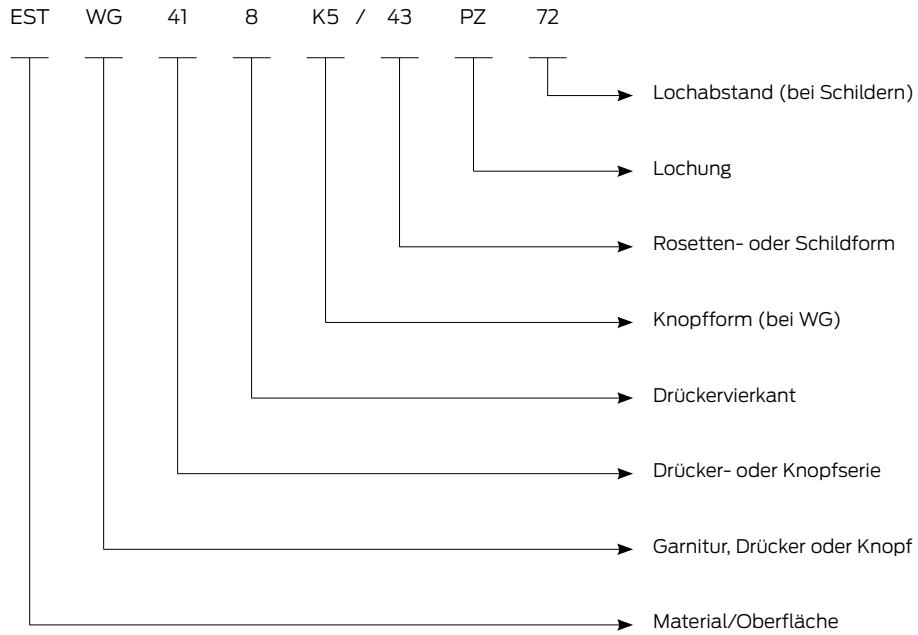 EST WG 41 8 K5 / 43 PZ 72
Lochabstand (bei Schildern)
Lochung
Rosetten- oder Schildform
Knopfform (bei WG)
Drückervierkant
Drücker- oder Knopfserie
Garnitur, Drücker oder Knopf
Material/Oberfläche